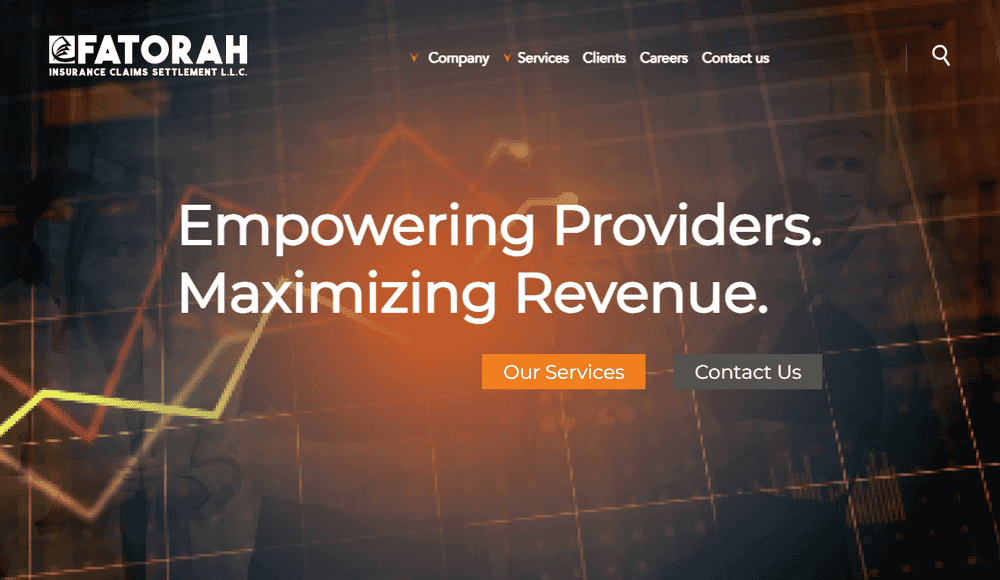 FATORAH
INSURANCE CLAIMS SETTLEMENT L.L.C.
Company Services Clients Careers Contact us
Empowering Providers.
Maximizing Revenue.
Our Services Contact Us